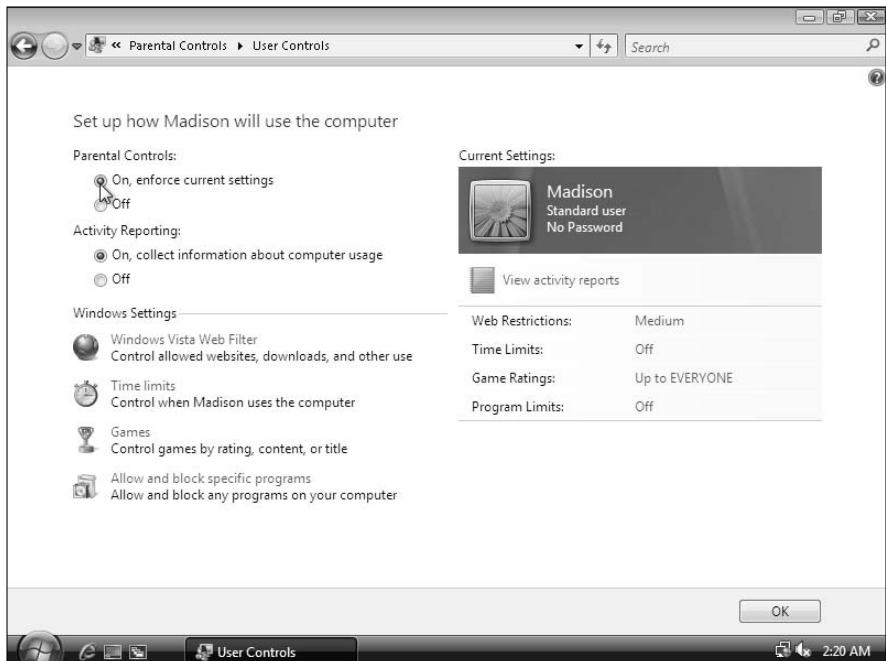 « Parental Controls ▸ User Controls
Search
Set up how Madison will use the computer
Parental Controls:
On, enforce current settings
Off
Activity Reporting:
On, collect information about computer usage
Off
Windows Settings
Windows Vista Web Filter
Control allowed websites, downloads, and other use
Time limits
Control when Madison uses the computer
Games
Control games by rating, content, or title
Allow and block specific programs
Allow and block any programs on your computer
Current Settings:
Madison
Standard user
No Password
View activity reports
Web Restrictions: Medium
Time Limits: Off
Game Ratings: Up to EVERYONE
Program Limits: Off
OK
User Controls
2:20 AM